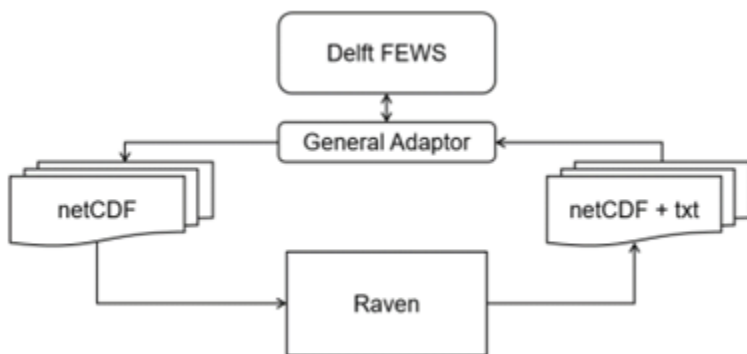 Delft FEWS
General Adaptor
netCDF
netCDF + txt
Raven